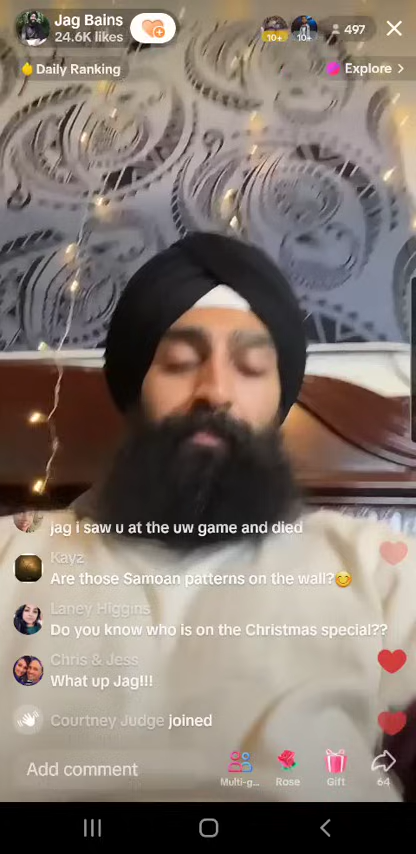 Jag Bains
24.6K likes
10+
10+
497
Daily Ranking
Explore >
jag i saw u at the uw game and died
Kayz
Are those Samoan patterns on the wall?😊
Laney Higgins
Do you know who is on the Christmas special??
Chris & Jess
What up Jag!!!
Courtney Judge joined
Add comment
Multi-g...
Rose
Gift
64